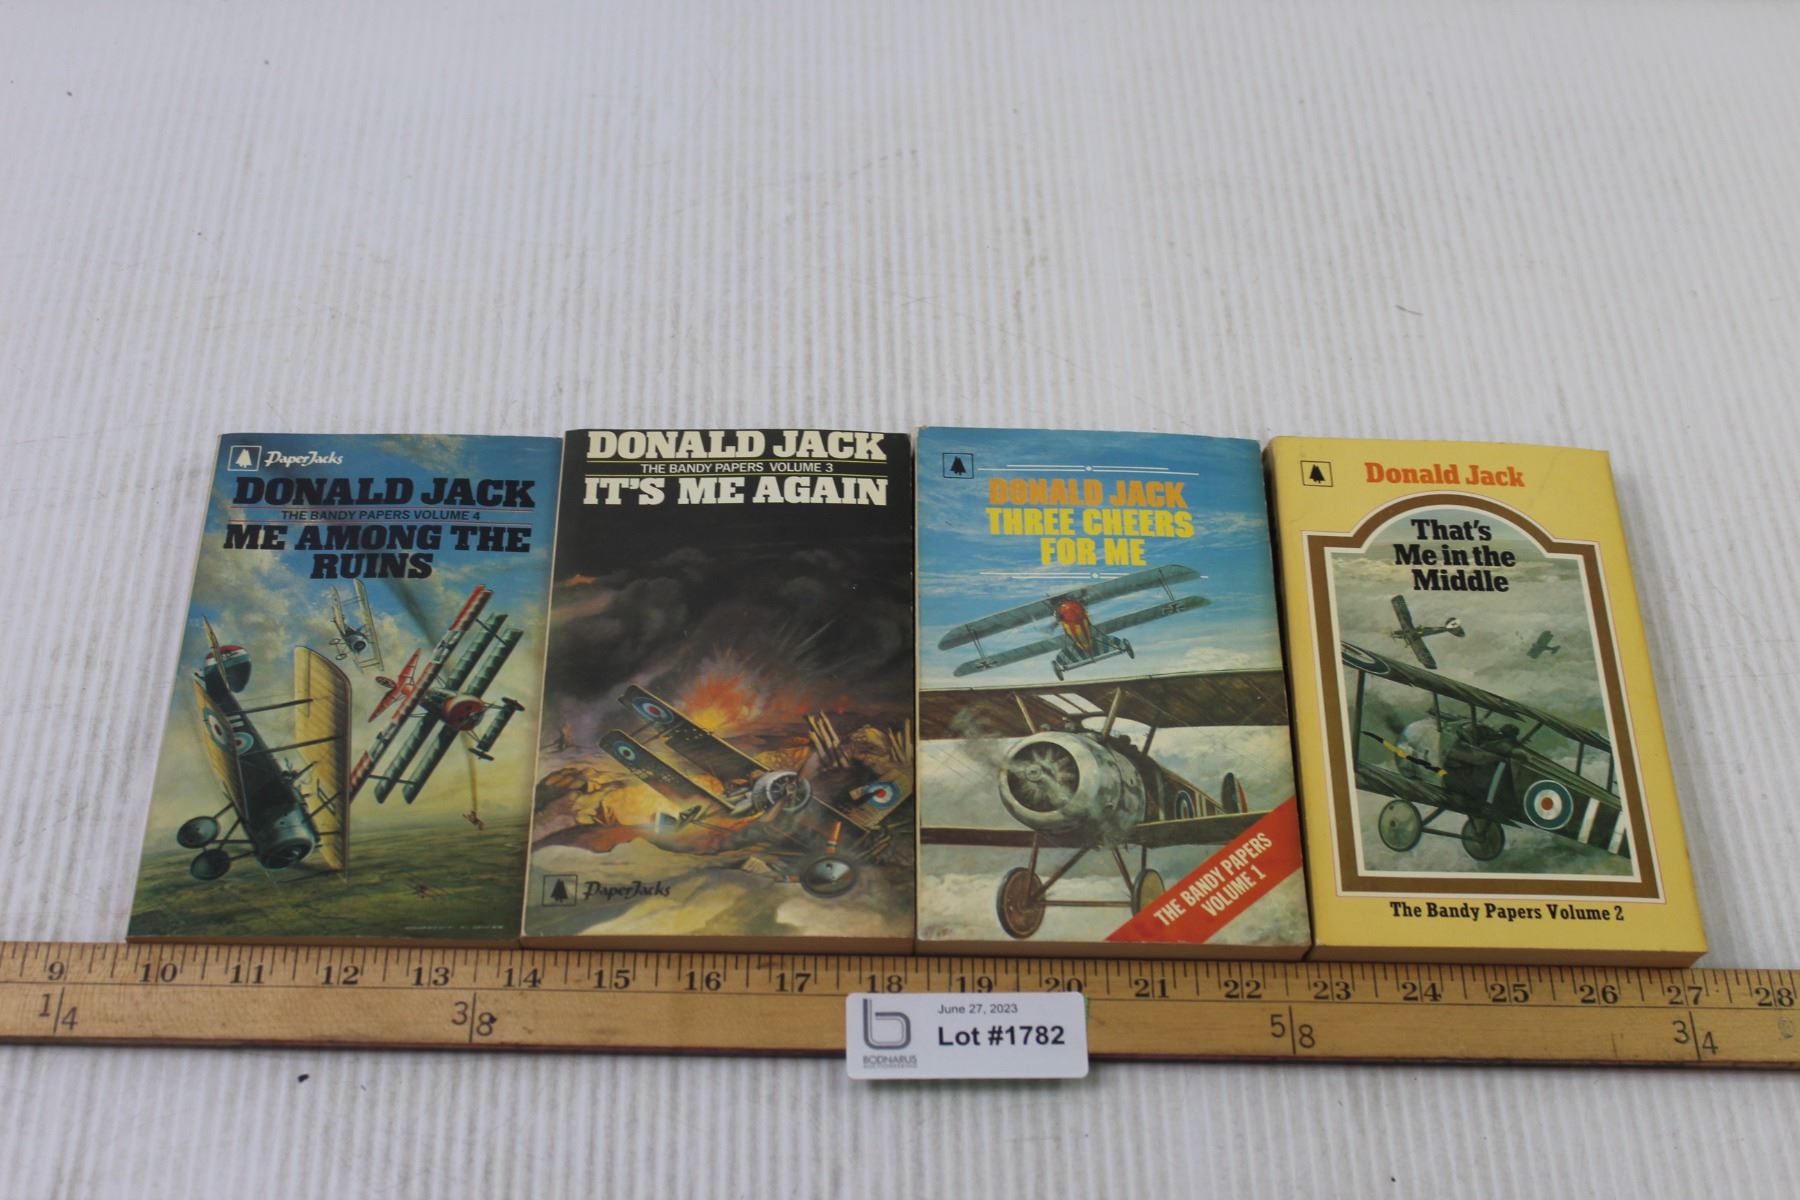 PaperJacks
DONALD JACK
THE BANDY PAPERS VOLUME 4
ME AMONG THE
RUINS
DONALD JACK
THE BANDY PAPERS VOLUME 3
IT'S ME AGAIN
PaperJacks
DONALD JACK
THREE CHEERS
FOR ME
THE BANDY PAPERS
VOLUME 1
Donald Jack
That's
Me in the
Middle
The Bandy Papers Volume 2
9 10 11 12 13 14 15 16 17 18 19 20 21 22 23 24 25 26 27 28
1/4 3/8 5/8 3/4
June 27, 2023
Lot #1782
b
BODNARUS
AUCTIONEERING